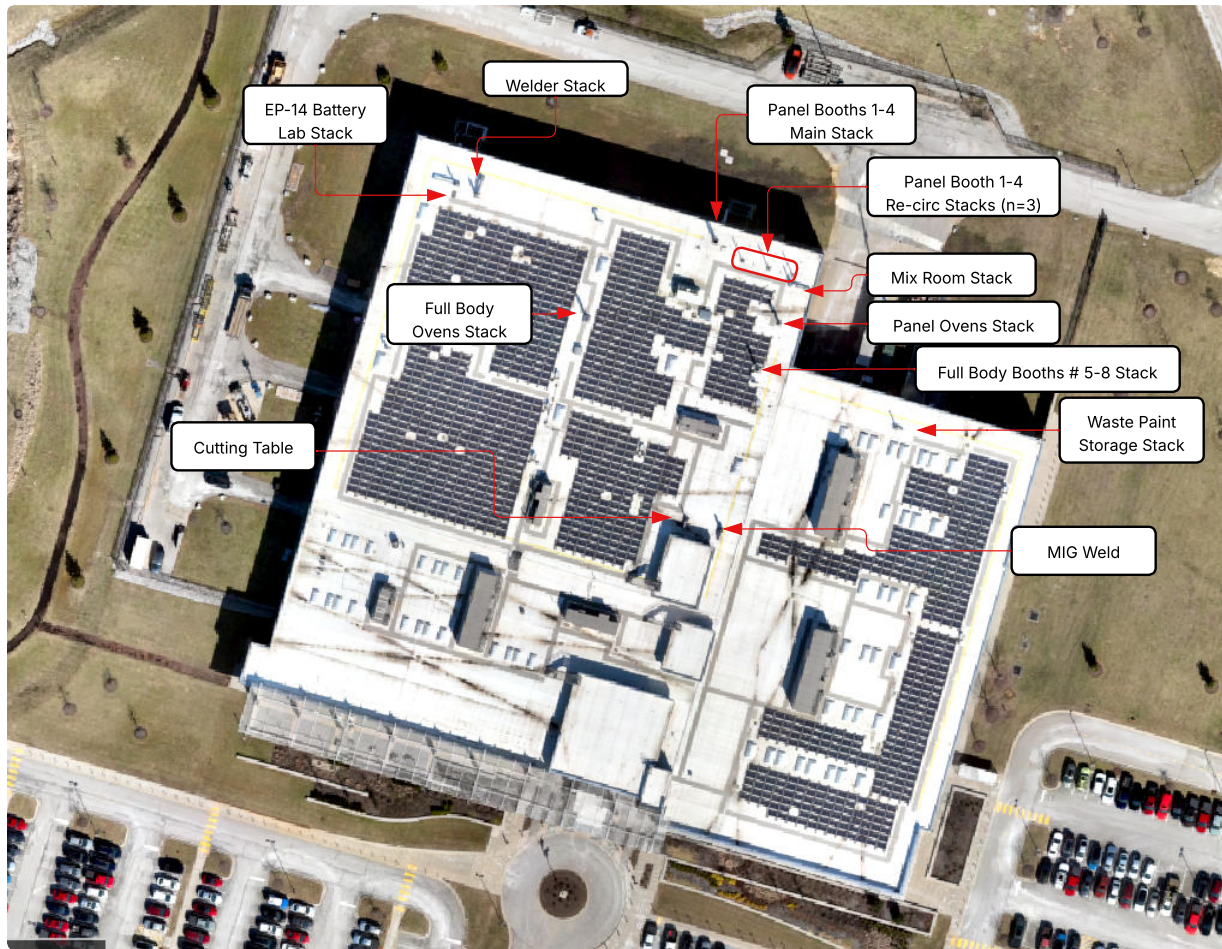 Welder Stack
EP-14 Battery
Lab Stack
Panel Booths 1-4
Main Stack
Panel Booth 1-4
Re-circ Stacks (n=3)
Mix Room Stack
Full Body
Ovens Stack
Panel Ovens Stack
Full Body Booths # 5-8 Stack
Waste Paint
Storage Stack
Cutting Table
MIG Weld